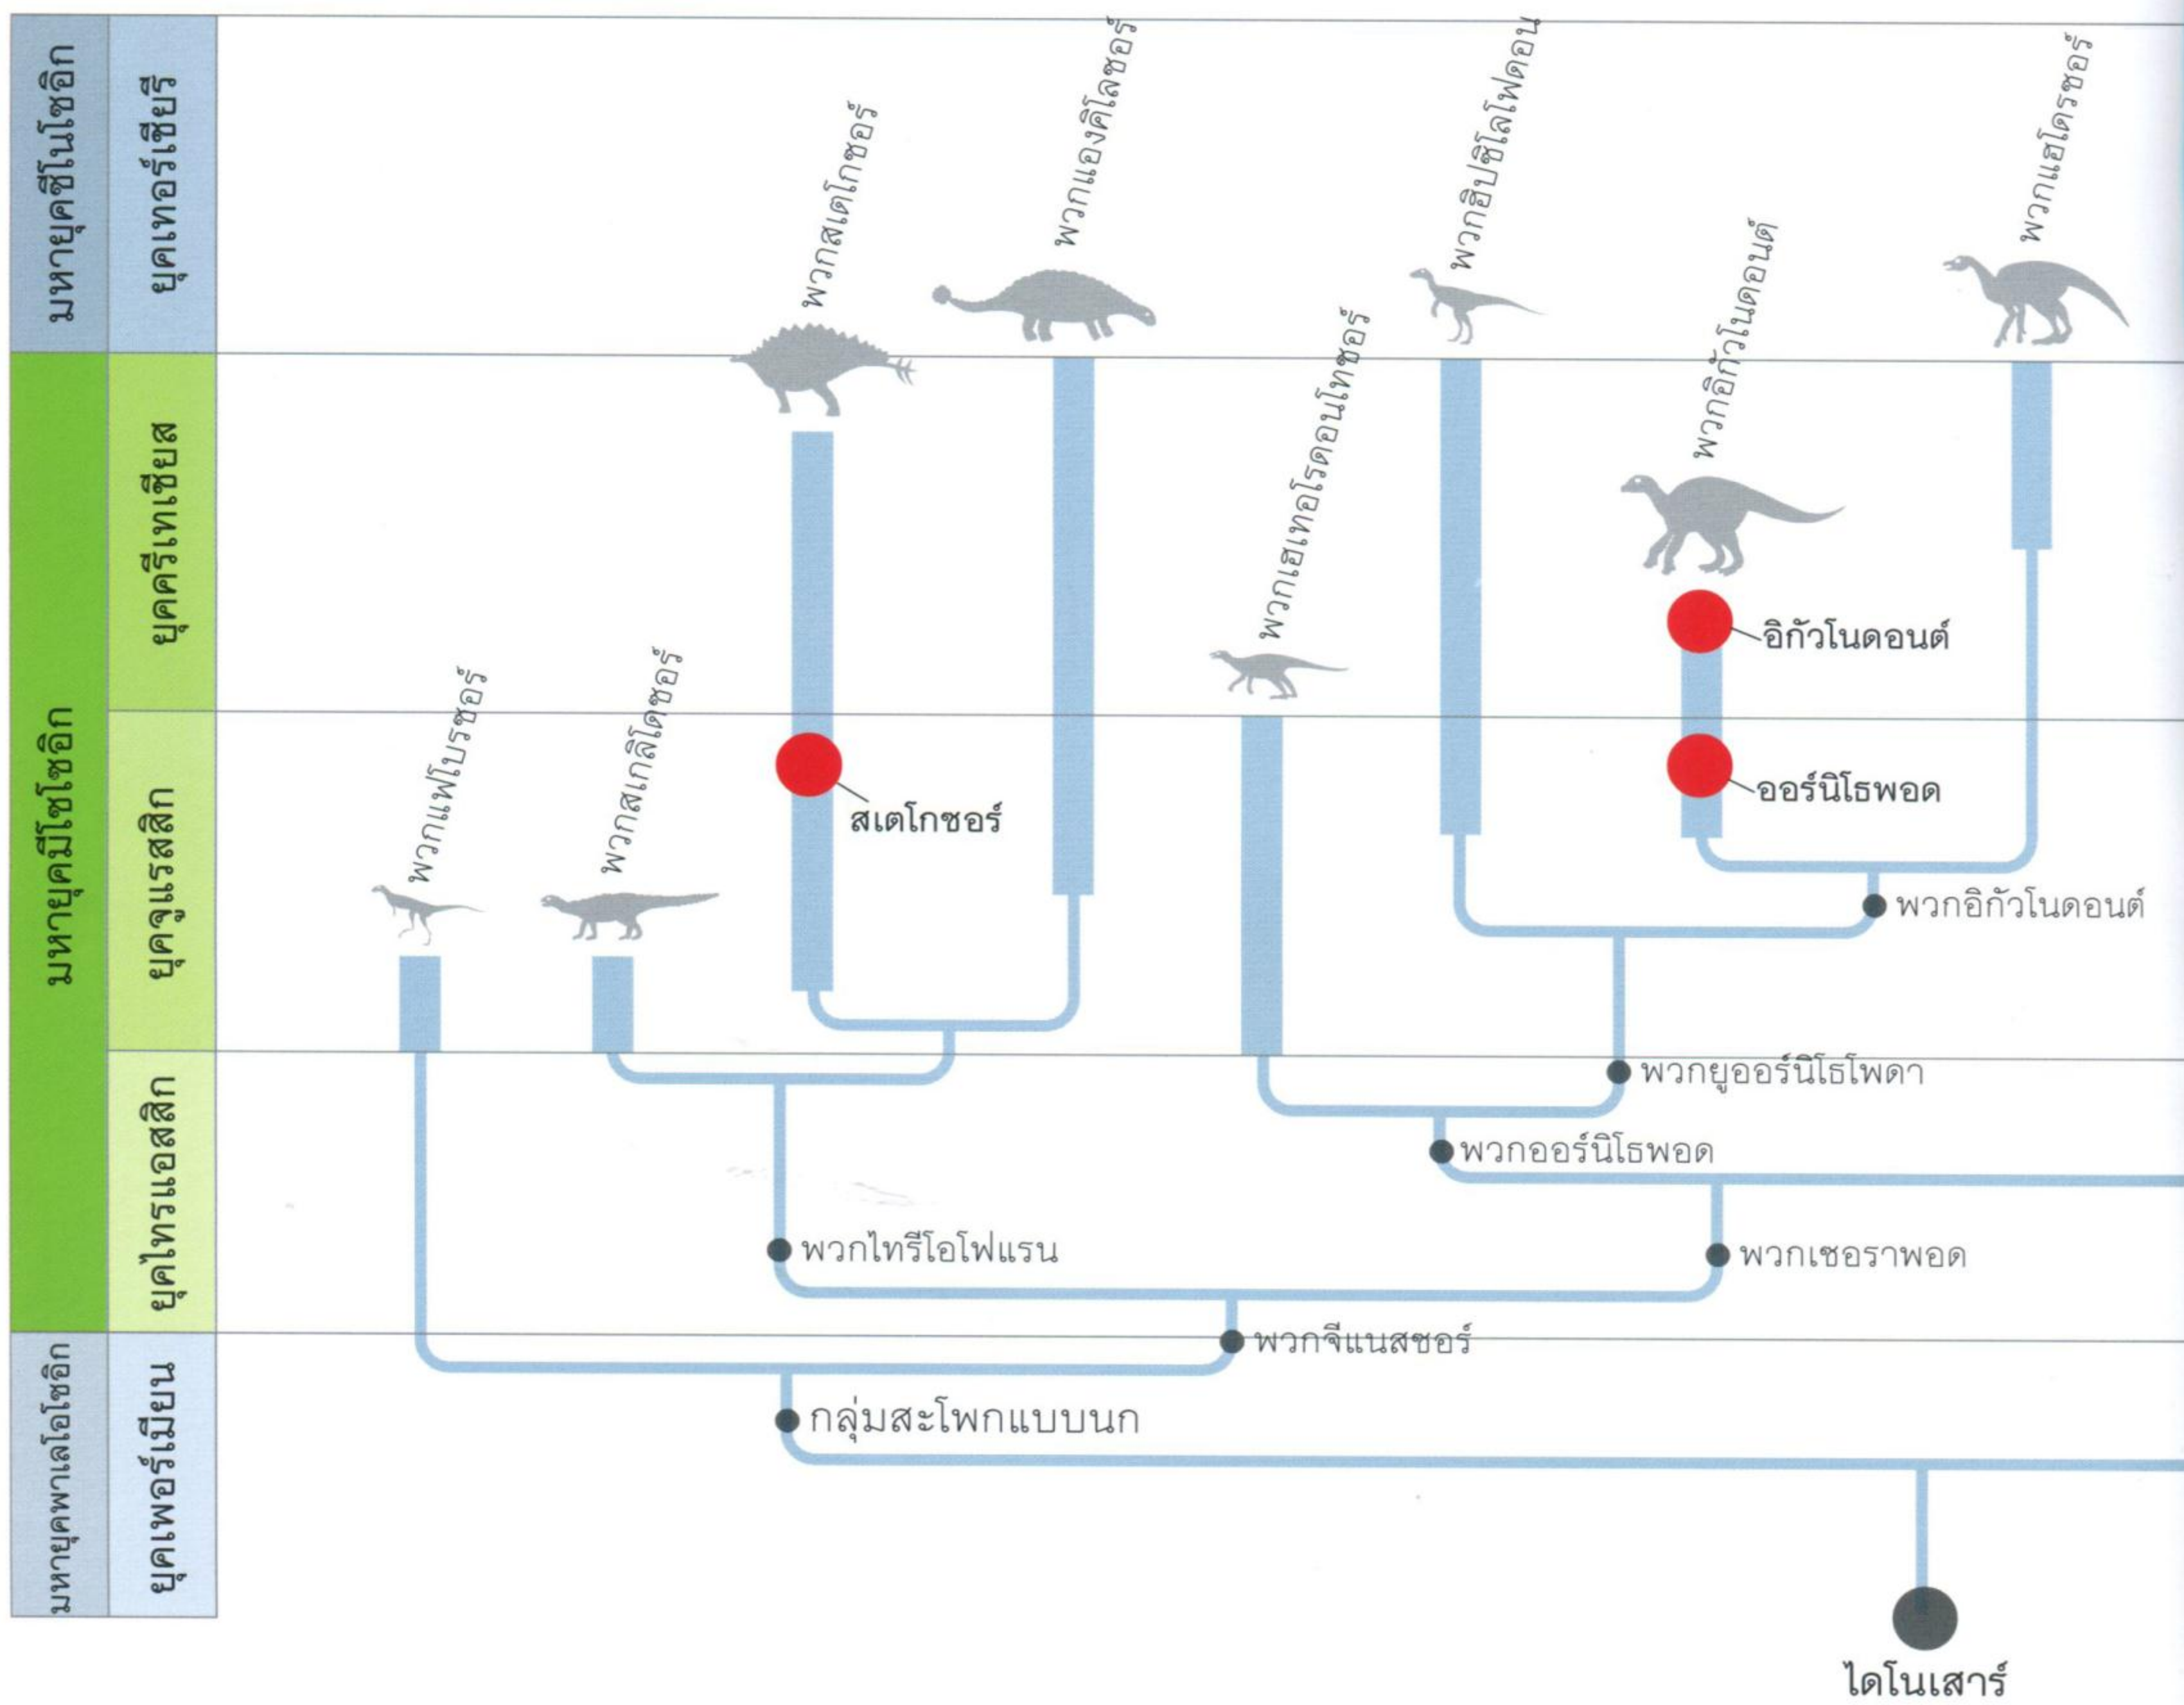 มหายุคซีโนโซอิก
ยุคเทอร์เชียรี
มหายุคมีโซโซอิก
ยุคครีเทเชียส
ยุคจูแรสสิก
ยุคไทรแอสสิก
มหายุคพาเลโอโซอิก
ยุคเพอร์เมียน
พวกแฟโบรซอร์
พวกสเกลิโดซอร์
พวกสเตโกซอร์
พวกแองคิโลซอร์
พวกเฮเทอโรดอนโทซอร์
พวกฮิปซิโลโฟดอน
พวกอิกัวโนดอนต์
พวกแฮโดรซอร์
อิกัวโนดอนต์
ออร์นิโธพอด
สเตโกซอร์
พวกอิกัวโนดอนต์
พวกยูออร์นิโธโพดา
พวกออร์นิโธพอด
พวกไทรีโอโฟแรน
พวกเซอราพอด
พวกจีแนสซอร์
กลุ่มสะโพกแบบนก
ไดโนเสาร์